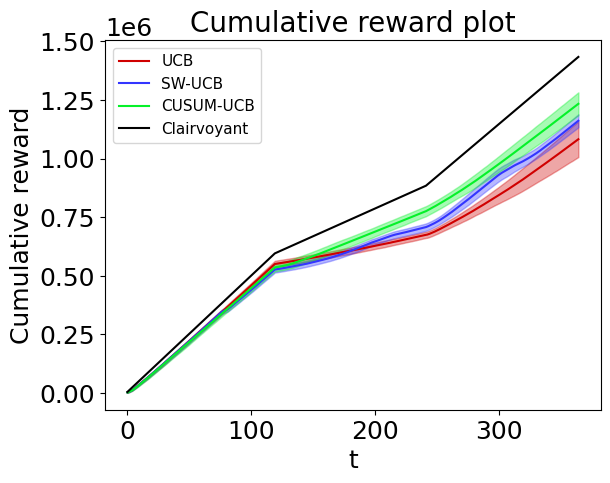 Cumulative reward plot
1e6
1.50
1.25
1.00
0.75
0.50
0.25
0.00
Cumulative reward
UCB
SW-UCB
CUSUM-UCB
Clairvoyant
0 100 200 300
t